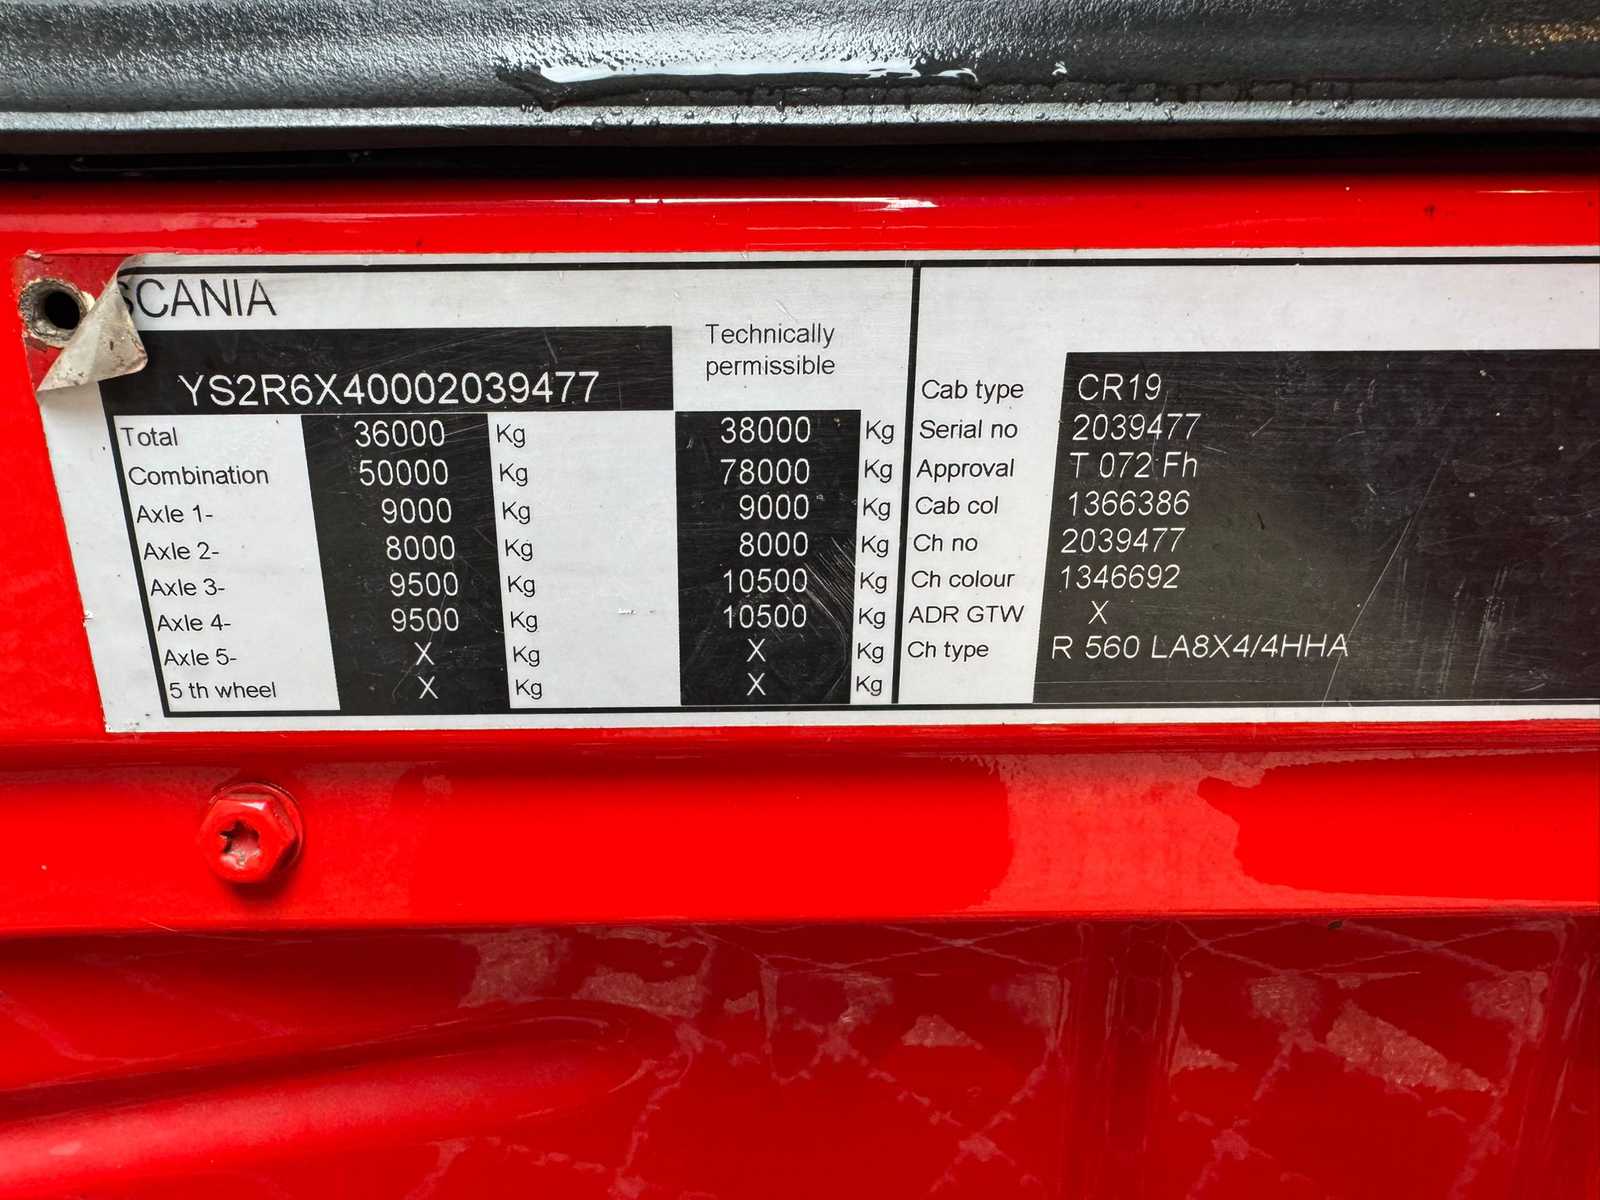 SCANIA
Technically
permissible
YS2R6X40002039477
Total 36000 Kg 38000 Kg
Combination 50000 Kg 78000 Kg
Axle 1- 9000 Kg 9000 Kg
Axle 2- 8000 Kg 8000 Kg
Axle 3- 9500 Kg 10500 Kg
Axle 4- 9500 Kg 10500 Kg
Axle 5- X Kg X Kg
5 th wheel X Kg X Kg
Cab type CR19
Serial no 2039477
Approval T 072 Fh
Cab col 1366386
Ch no 2039477
Ch colour 1346692
ADR GTW X
Ch type R 560 LA8X4/4HHA